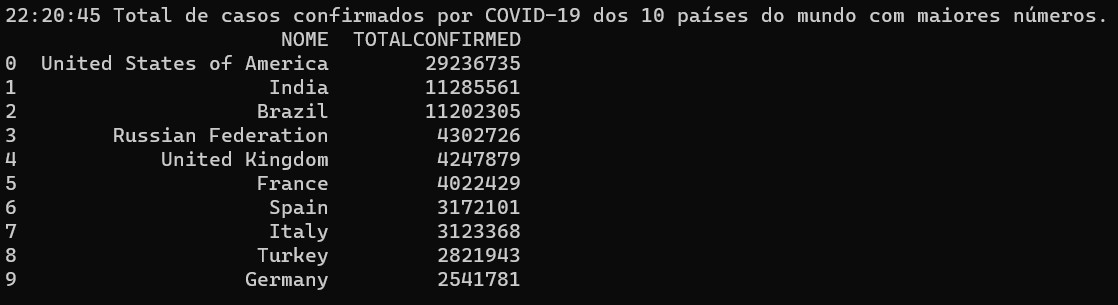 22:20:45 Total de casos confirmados por COVID-19 dos 10 países do mundo com maiores números.
NOME TOTALCONFIRMED
0 United States of America 29236735
1 India 11285561
2 Brazil 11202305
3 Russian Federation 4302726
4 United Kingdom 4247879
5 France 4022429
6 Spain 3172101
7 Italy 3123368
8 Turkey 2821943
9 Germany 2541781